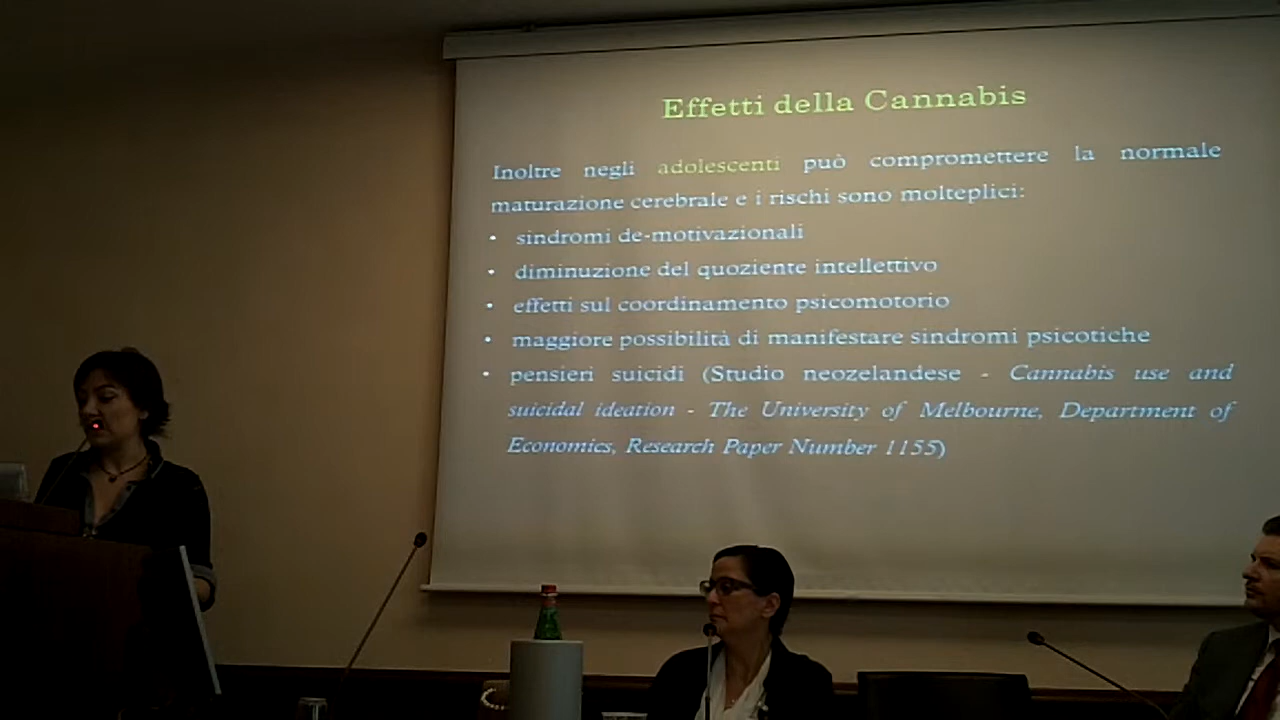 Effetti della Cannabis
Inoltre negli adolescenti può compromettere la normale
maturazione cerebrale e i rischi sono molteplici:
• sindromi de-motivazionali
• diminuzione del quoziente intellettivo
• effetti sul coordinamento psicomotorio
• maggiore possibilità di manifestare sindromi psicotiche
• pensieri suicidi (Studio neozelandese - Cannabis use and
suicidal ideation - The University of Melbourne, Department of
Economics, Research Paper Number 1155)